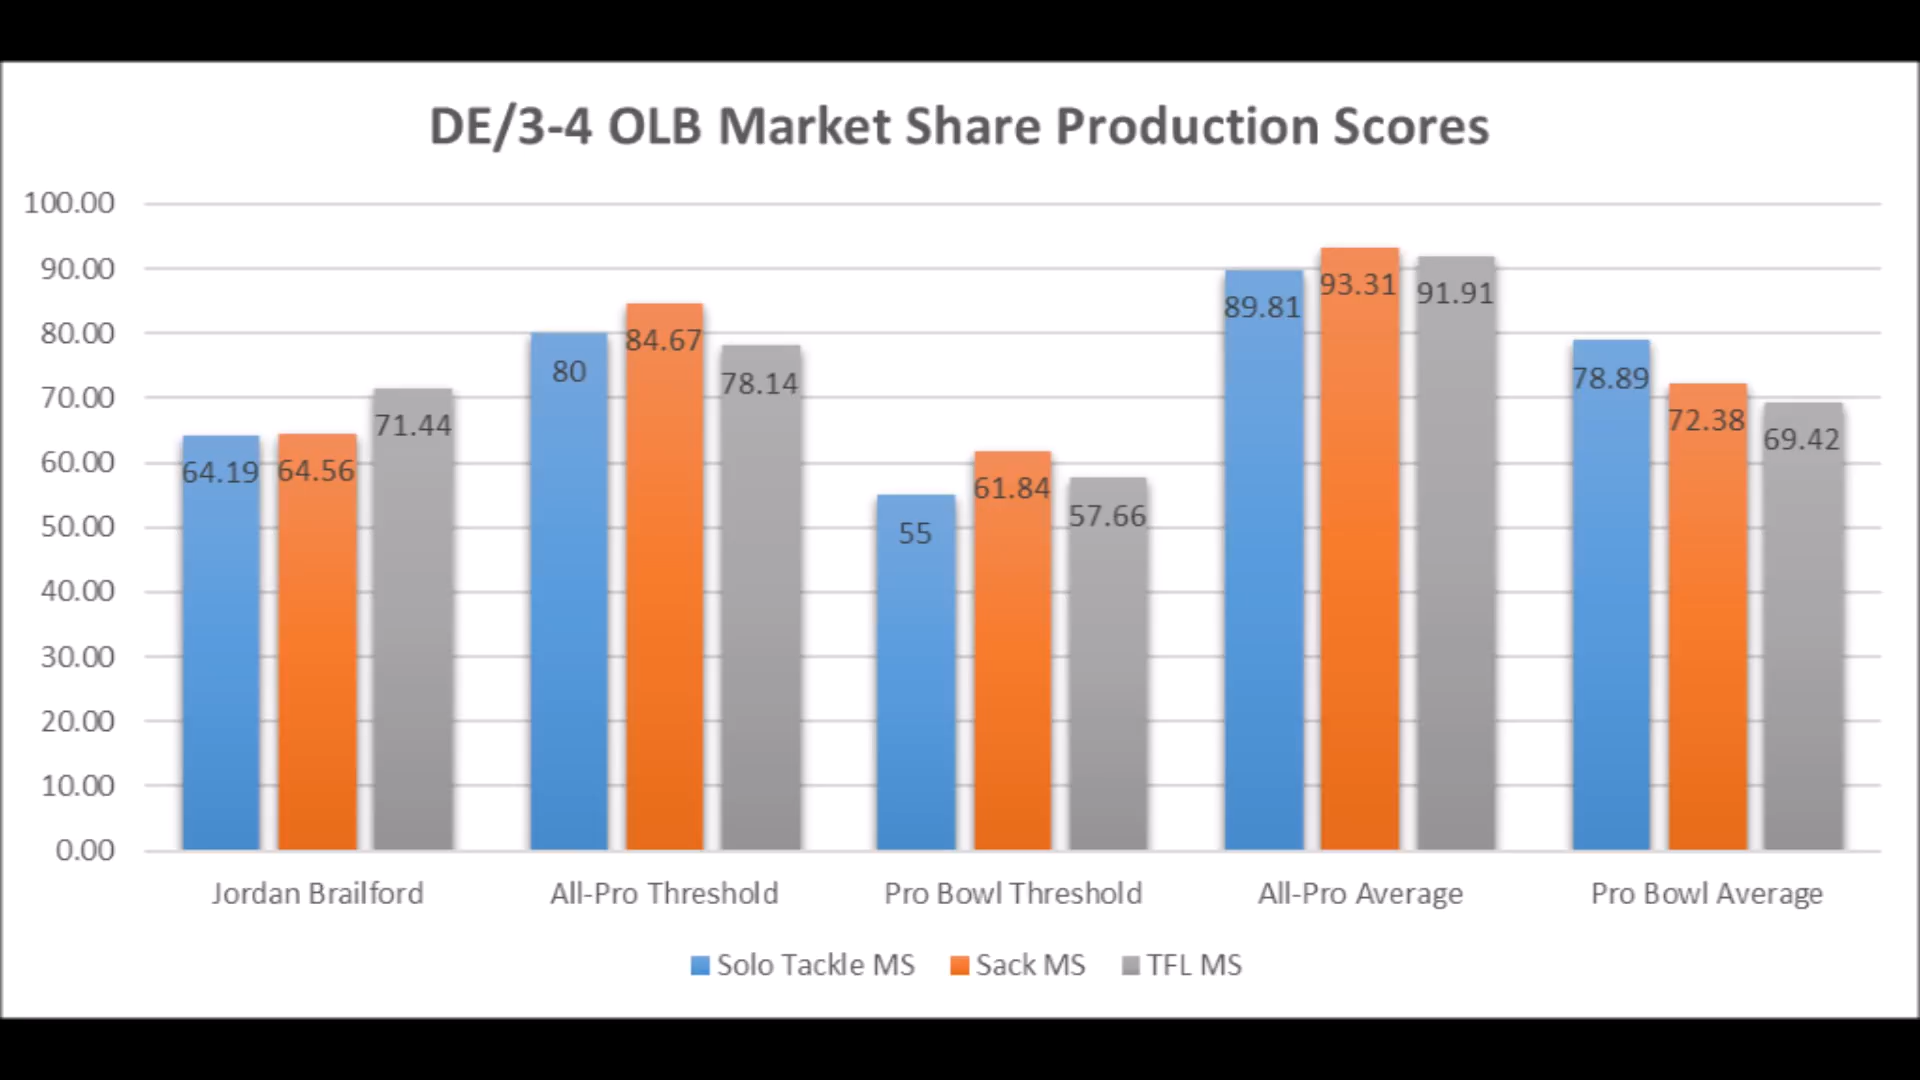 DE/3-4 OLB Market Share Production Scores
100.00
90.00
80.00
70.00
60.00
50.00
40.00
30.00
20.00
10.00
0.00
64.19 64.56 71.44
80 84.67 78.14
55 61.84 57.66
89.81 93.31 91.91
78.89 72.38 69.42
Jordan Brailford All-Pro Threshold Pro Bowl Threshold All-Pro Average Pro Bowl Average
Solo Tackle MS Sack MS TFL MS